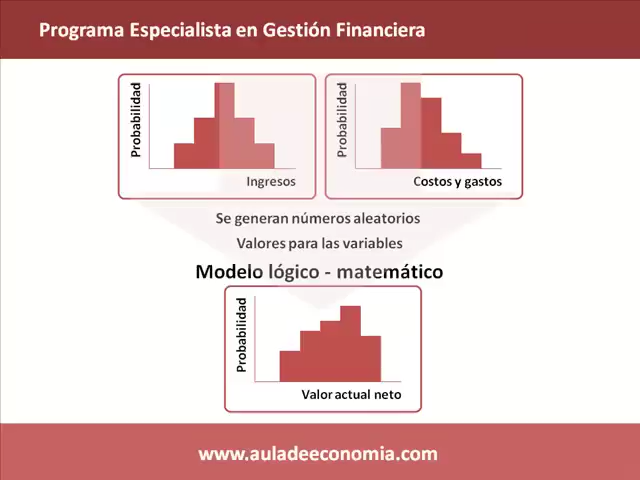 Programa Especialista en Gestión Financiera
Probabilidad
Ingresos
Probabilidad
Costos y gastos
Se generan números aleatorios
Valores para las variables
Modelo lógico - matemático
Probabilidad
Valor actual neto
www.auladeeconomia.com